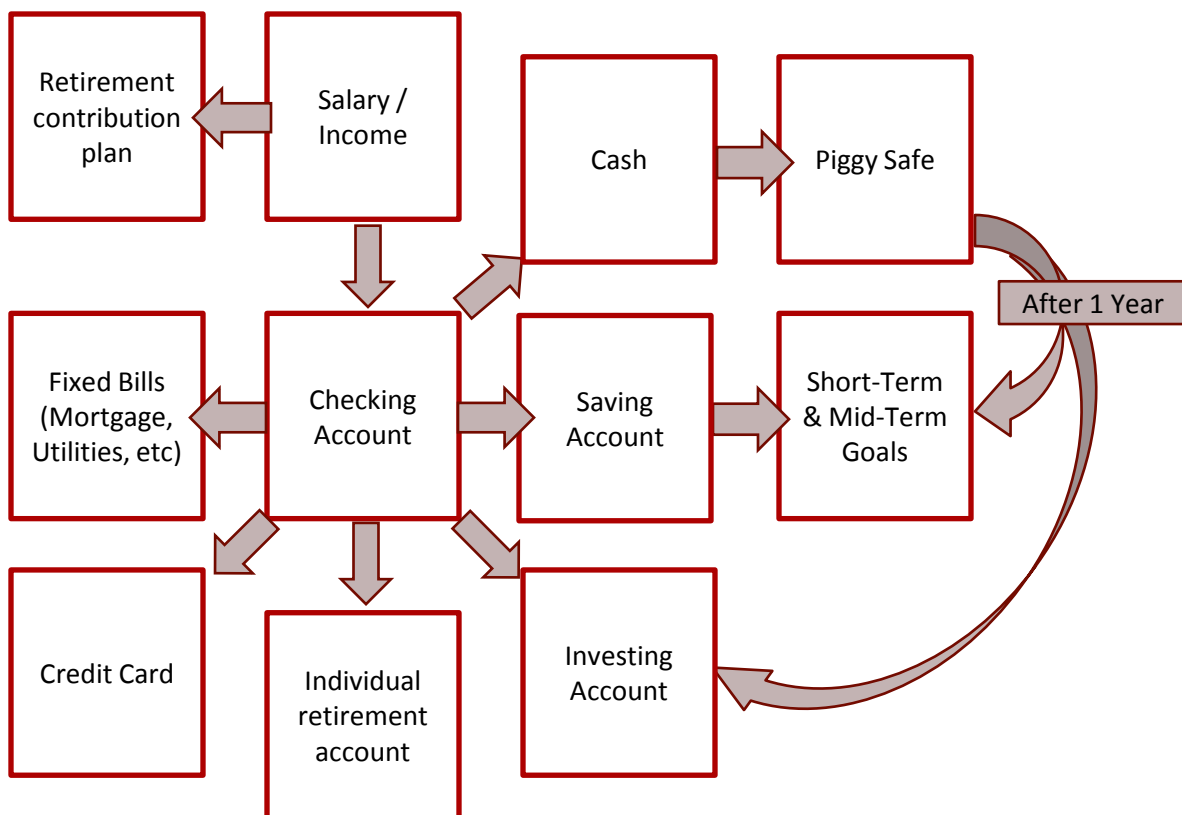 Retirement
contribution
plan
Salary /
Income
Cash
Piggy Safe
After 1 Year
Fixed Bills
(Mortgage,
Utilities, etc)
Checking
Account
Saving
Account
Short-Term
& Mid-Term
Goals
Credit Card
Individual
retirement
account
Investing
Account